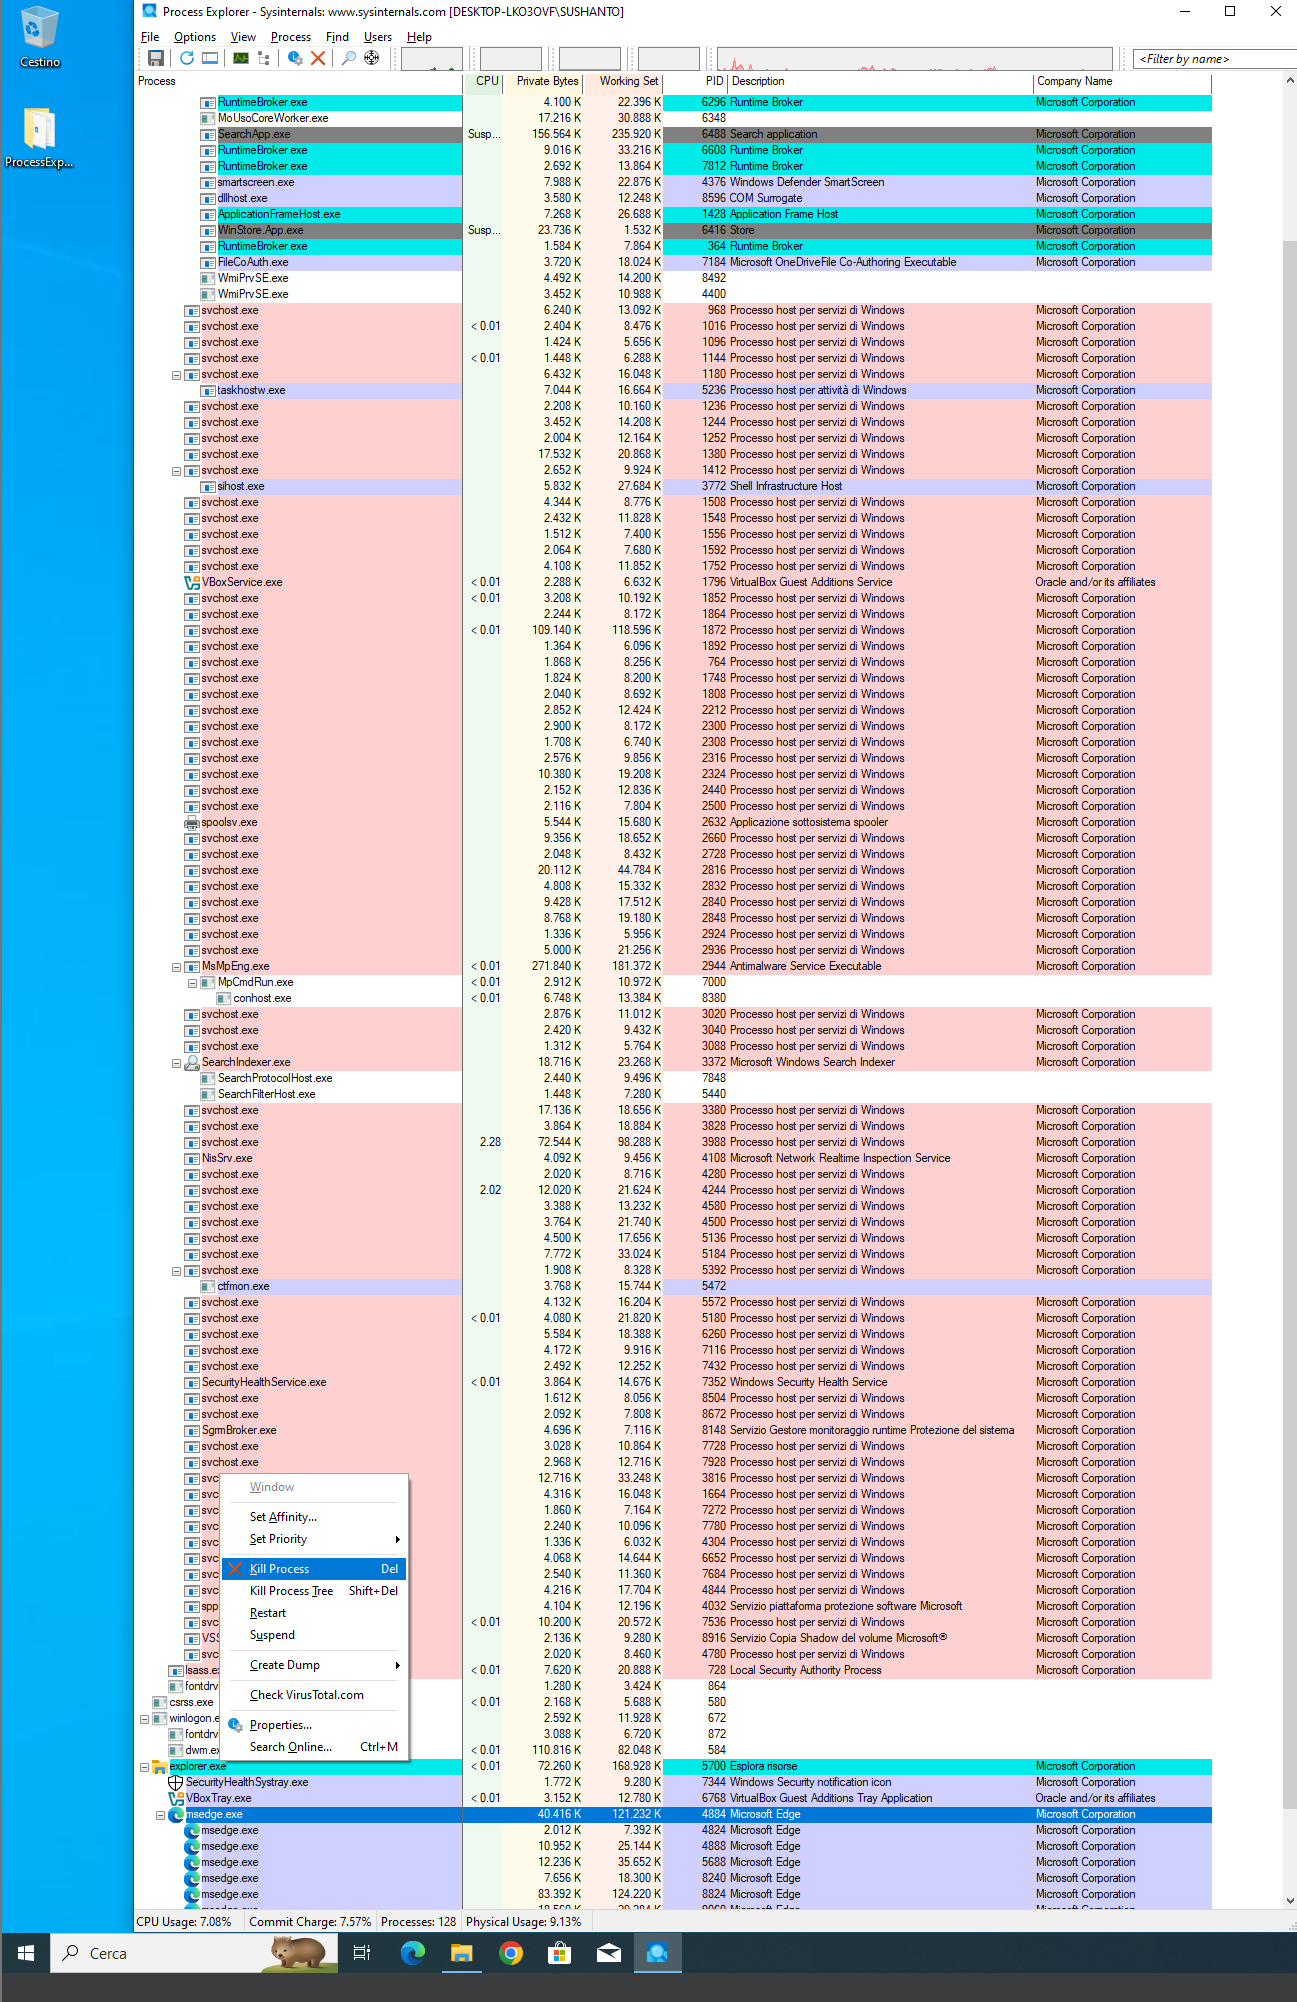 Cestino
ProcessExp...
Process Explorer - Sysinternals: www.sysinternals.com [DESKTOP-LKO3OVF\SUSHANTO]
File Options View Process Find Users Help
<Filter by name>
Process CPU Private Bytes Working Set PID Description Company Name
RuntimeBroker.exe 4.100 K 22.396 K 6296 Runtime Broker Microsoft Corporation
MoUsoCoreWorker.exe 17.216 K 30.888 K 6348
SearchApp.exe Susp... 156.564 K 235.920 K 6488 Search application Microsoft Corporation
RuntimeBroker.exe 9.016 K 33.216 K 6608 Runtime Broker Microsoft Corporation
RuntimeBroker.exe 2.692 K 13.864 K 7812 Runtime Broker Microsoft Corporation
smartscreen.exe 7.988 K 22.876 K 4376 Windows Defender SmartScreen Microsoft Corporation
dllhost.exe 3.580 K 12.248 K 8596 COM Surrogate Microsoft Corporation
ApplicationFrameHost.exe 7.268 K 26.688 K 1428 Application Frame Host Microsoft Corporation
WinStore.App.exe Susp... 23.736 K 1.532 K 6416 Store Microsoft Corporation
RuntimeBroker.exe 1.584 K 7.864 K 364 Runtime Broker Microsoft Corporation
FileCoAuth.exe 3.720 K 18.024 K 7184 Microsoft OneDriveFile Co-Authoring Executable Microsoft Corporation
WmiPrvSE.exe 4.492 K 14.200 K 8492
WmiPrvSE.exe 3.452 K 10.988 K 4400
svchost.exe 6.240 K 13.092 K 968 Processo host per servizi di Windows Microsoft Corporation
svchost.exe < 0.01 2.404 K 8.476 K 1016 Processo host per servizi di Windows Microsoft Corporation
svchost.exe 1.424 K 5.656 K 1096 Processo host per servizi di Windows Microsoft Corporation
svchost.exe < 0.01 1.448 K 6.288 K 1144 Processo host per servizi di Windows Microsoft Corporation
svchost.exe 6.432 K 16.048 K 1180 Processo host per servizi di Windows Microsoft Corporation
taskhostw.exe 7.044 K 16.664 K 5236 Processo host per attività di Windows Microsoft Corporation
svchost.exe 2.208 K 10.160 K 1236 Processo host per servizi di Windows Microsoft Corporation
svchost.exe 3.452 K 14.208 K 1244 Processo host per servizi di Windows Microsoft Corporation
svchost.exe 2.004 K 12.164 K 1252 Processo host per servizi di Windows Microsoft Corporation
svchost.exe 17.532 K 20.868 K 1380 Processo host per servizi di Windows Microsoft Corporation
svchost.exe 2.652 K 9.924 K 1412 Processo host per servizi di Windows Microsoft Corporation
sihost.exe 5.832 K 27.684 K 3772 Shell Infrastructure Host Microsoft Corporation
svchost.exe 4.344 K 8.776 K 1508 Processo host per servizi di Windows Microsoft Corporation
svchost.exe 2.432 K 11.828 K 1548 Processo host per servizi di Windows Microsoft Corporation
svchost.exe 1.512 K 7.400 K 1556 Processo host per servizi di Windows Microsoft Corporation
svchost.exe 2.064 K 7.680 K 1592 Processo host per servizi di Windows Microsoft Corporation
svchost.exe 4.108 K 11.852 K 1752 Processo host per servizi di Windows Microsoft Corporation
VBoxService.exe < 0.01 2.288 K 6.632 K 1796 VirtualBox Guest Additions Service Oracle and/or its affiliates
svchost.exe < 0.01 3.208 K 10.192 K 1852 Processo host per servizi di Windows Microsoft Corporation
svchost.exe 2.244 K 8.172 K 1864 Processo host per servizi di Windows Microsoft Corporation
svchost.exe < 0.01 109.140 K 118.596 K 1872 Processo host per servizi di Windows Microsoft Corporation
svchost.exe 1.364 K 6.096 K 1892 Processo host per servizi di Windows Microsoft Corporation
svchost.exe 1.868 K 8.256 K 764 Processo host per servizi di Windows Microsoft Corporation
svchost.exe 1.824 K 8.200 K 1748 Processo host per servizi di Windows Microsoft Corporation
svchost.exe 2.040 K 8.692 K 1808 Processo host per servizi di Windows Microsoft Corporation
svchost.exe 2.852 K 12.424 K 2212 Processo host per servizi di Windows Microsoft Corporation
svchost.exe 2.900 K 8.172 K 2300 Processo host per servizi di Windows Microsoft Corporation
svchost.exe 1.708 K 6.740 K 2308 Processo host per servizi di Windows Microsoft Corporation
svchost.exe 2.576 K 9.856 K 2316 Processo host per servizi di Windows Microsoft Corporation
svchost.exe 10.380 K 19.208 K 2324 Processo host per servizi di Windows Microsoft Corporation
svchost.exe 2.152 K 12.836 K 2440 Processo host per servizi di Windows Microsoft Corporation
svchost.exe 2.116 K 7.804 K 2500 Processo host per servizi di Windows Microsoft Corporation
spoolsv.exe 5.544 K 15.680 K 2632 Applicazione sottosistema spooler Microsoft Corporation
svchost.exe 9.356 K 18.652 K 2660 Processo host per servizi di Windows Microsoft Corporation
svchost.exe 2.048 K 8.432 K 2728 Processo host per servizi di Windows Microsoft Corporation
svchost.exe 20.112 K 44.784 K 2816 Processo host per servizi di Windows Microsoft Corporation
svchost.exe 4.808 K 15.332 K 2832 Processo host per servizi di Windows Microsoft Corporation
svchost.exe 9.428 K 17.512 K 2840 Processo host per servizi di Windows Microsoft Corporation
svchost.exe 8.768 K 19.180 K 2848 Processo host per servizi di Windows Microsoft Corporation
svchost.exe 1.336 K 5.956 K 2924 Processo host per servizi di Windows Microsoft Corporation
svchost.exe 5.000 K 21.256 K 2936 Processo host per servizi di Windows Microsoft Corporation
MsMpEng.exe < 0.01 271.840 K 181.372 K 2944 Antimalware Service Executable Microsoft Corporation
MpCmdRun.exe < 0.01 2.912 K 10.972 K 7000
conhost.exe < 0.01 6.748 K 13.384 K 8380
svchost.exe 2.876 K 11.012 K 3020 Processo host per servizi di Windows Microsoft Corporation
svchost.exe 2.420 K 9.432 K 3040 Processo host per servizi di Windows Microsoft Corporation
svchost.exe 1.312 K 5.764 K 3088 Processo host per servizi di Windows Microsoft Corporation
SearchIndexer.exe 18.716 K 23.268 K 3372 Microsoft Windows Search Indexer Microsoft Corporation
SearchProtocolHost.exe 2.440 K 9.496 K 7848
SearchFilterHost.exe 1.448 K 7.280 K 5440
svchost.exe 17.136 K 18.656 K 3380 Processo host per servizi di Windows Microsoft Corporation
svchost.exe 3.864 K 18.884 K 3828 Processo host per servizi di Windows Microsoft Corporation
svchost.exe 2.28 72.544 K 98.288 K 3988 Processo host per servizi di Windows Microsoft Corporation
NisSrv.exe 4.092 K 9.456 K 4108 Microsoft Network Realtime Inspection Service Microsoft Corporation
svchost.exe 2.020 K 8.716 K 4280 Processo host per servizi di Windows Microsoft Corporation
svchost.exe 2.02 12.020 K 21.624 K 4244 Processo host per servizi di Windows Microsoft Corporation
svchost.exe 3.388 K 13.232 K 4580 Processo host per servizi di Windows Microsoft Corporation
svchost.exe 3.764 K 21.740 K 4500 Processo host per servizi di Windows Microsoft Corporation
svchost.exe 4.500 K 17.656 K 5136 Processo host per servizi di Windows Microsoft Corporation
svchost.exe 7.772 K 33.024 K 5184 Processo host per servizi di Windows Microsoft Corporation
svchost.exe 1.908 K 8.328 K 5392 Processo host per servizi di Windows Microsoft Corporation
ctfmon.exe 3.768 K 15.744 K 5472
svchost.exe 4.132 K 16.204 K 5572 Processo host per servizi di Windows Microsoft Corporation
svchost.exe < 0.01 4.080 K 21.820 K 5180 Processo host per servizi di Windows Microsoft Corporation
svchost.exe 5.584 K 18.388 K 6260 Processo host per servizi di Windows Microsoft Corporation
svchost.exe 4.172 K 9.916 K 7116 Processo host per servizi di Windows Microsoft Corporation
svchost.exe 2.492 K 12.252 K 7432 Processo host per servizi di Windows Microsoft Corporation
SecurityHealthService.exe < 0.01 3.864 K 14.676 K 7352 Windows Security Health Service Microsoft Corporation
svchost.exe 1.612 K 8.056 K 8504 Processo host per servizi di Windows Microsoft Corporation
svchost.exe 2.092 K 7.808 K 8672 Processo host per servizi di Windows Microsoft Corporation
SgrmBroker.exe 4.696 K 7.116 K 8148 Servizio Gestore monitoraggio runtime Protezione del sistema Microsoft Corporation
svchost.exe 3.028 K 10.864 K 7728 Processo host per servizi di Windows Microsoft Corporation
svchost.exe 2.968 K 12.716 K 7928 Processo host per servizi di Windows Microsoft Corporation
svc 12.716 K 33.248 K 3816 Processo host per servizi di Windows Microsoft Corporation
svc 4.316 K 16.048 K 1664 Processo host per servizi di Windows Microsoft Corporation
svc 1.860 K 7.164 K 7272 Processo host per servizi di Windows Microsoft Corporation
svc 2.240 K 10.096 K 7780 Processo host per servizi di Windows Microsoft Corporation
svc 1.336 K 6.032 K 4304 Processo host per servizi di Windows Microsoft Corporation
svc 4.068 K 14.644 K 6652 Processo host per servizi di Windows Microsoft Corporation
svc 2.540 K 11.360 K 7684 Processo host per servizi di Windows Microsoft Corporation
svc 4.216 K 17.704 K 4844 Processo host per servizi di Windows Microsoft Corporation
spp 4.104 K 12.196 K 4032 Servizio piattaforma protezione software Microsoft Microsoft Corporation
svc < 0.01 10.200 K 20.572 K 7536 Processo host per servizi di Windows Microsoft Corporation
VSS 2.136 K 9.280 K 8916 Servizio Copia Shadow del volume Microsoft® Microsoft Corporation
svc 2.020 K 8.460 K 4780 Processo host per servizi di Windows Microsoft Corporation
lsass.ex < 0.01 7.620 K 20.888 K 728 Local Security Authority Process Microsoft Corporation
fontdrv 1.280 K 3.424 K 864
csrss.exe < 0.01 2.168 K 5.688 K 580
winlogon.e 2.592 K 11.928 K 672
fontdrv 3.088 K 6.720 K 872
dwm.ex < 0.01 110.816 K 82.048 K 584
explorer.exe < 0.01 72.260 K 168.928 K 5700 Esplora risorse Microsoft Corporation
SecurityHealthSystray.exe 1.772 K 9.280 K 7344 Windows Security notification icon Microsoft Corporation
VBoxTray.exe < 0.01 3.152 K 12.780 K 6768 VirtualBox Guest Additions Tray Application Oracle and/or its affiliates
msedge.exe 40.416 K 121.232 K 4884 Microsoft Edge Microsoft Corporation
msedge.exe 2.012 K 7.392 K 4824 Microsoft Edge Microsoft Corporation
msedge.exe 10.952 K 25.144 K 4888 Microsoft Edge Microsoft Corporation
msedge.exe 12.236 K 35.652 K 5688 Microsoft Edge Microsoft Corporation
msedge.exe 7.656 K 18.300 K 8240 Microsoft Edge Microsoft Corporation
msedge.exe 83.392 K 124.220 K 8824 Microsoft Edge Microsoft Corporation
Window
Set Affinity...
Set Priority
Kill Process Del
Kill Process Tree Shift+Del
Restart
Suspend
Create Dump
Check VirusTotal.com
Properties...
Search Online... Ctrl+M
CPU Usage: 7.08% Commit Charge: 7.57% Processes: 128 Physical Usage: 9.13%
Cerca